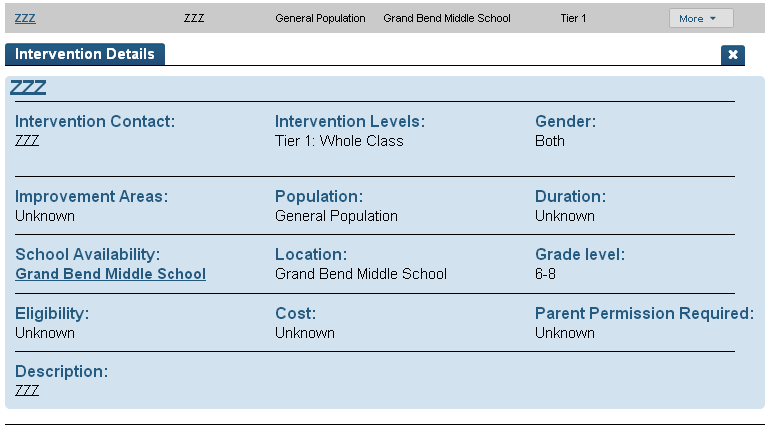 ZZZ ZZZ General Population Grand Bend Middle School Tier 1 More
Intervention Details
ZZZ
Intervention Contact: Intervention Levels: Gender:
ZZZ Tier 1: Whole Class Both
Improvement Areas: Population: Duration:
Unknown General Population Unknown
School Availability: Location: Grade level:
Grand Bend Middle School Grand Bend Middle School 6-8
Eligibility: Cost: Parent Permission Required:
Unknown Unknown Unknown
Description:
ZZZ